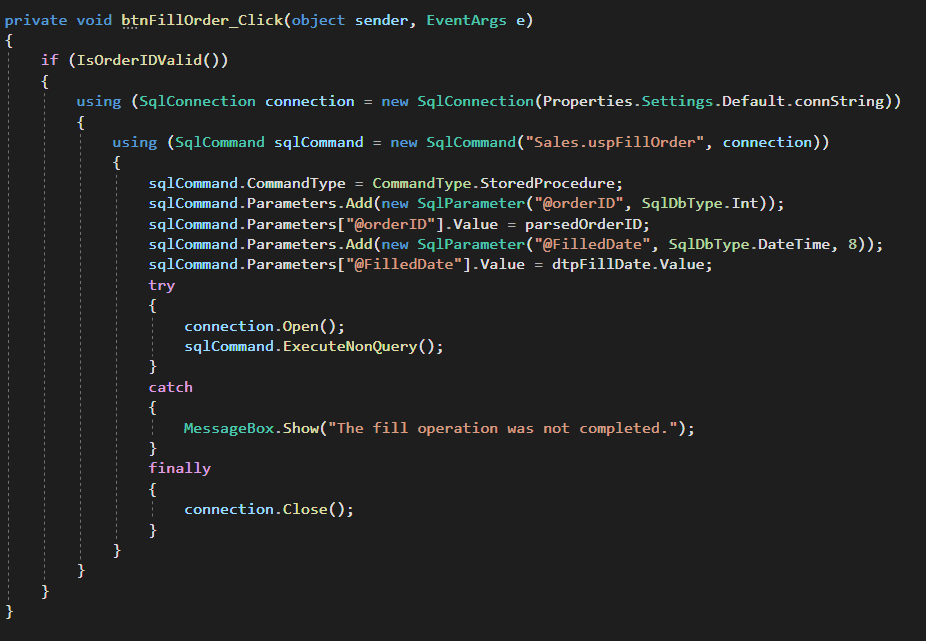 private void btnFillOrder_Click(object sender, EventArgs e)
{
    if (IsOrderIDValid())
    {
        using (SqlConnection connection = new SqlConnection(Properties.Settings.Default.connString))
        {
            using (SqlCommand sqlCommand = new SqlCommand("Sales.uspFillOrder", connection))
            {
                sqlCommand.CommandType = CommandType.StoredProcedure;
                sqlCommand.Parameters.Add(new SqlParameter("@orderID", SqlDbType.Int));
                sqlCommand.Parameters["@orderID"].Value = parsedOrderID;
                sqlCommand.Parameters.Add(new SqlParameter("@FilledDate", SqlDbType.DateTime, 8));
                sqlCommand.Parameters["@FilledDate"].Value = dtpFillDate.Value;
                try
                {
                    connection.Open();
                    sqlCommand.ExecuteNonQuery();
                }
                catch
                {
                    MessageBox.Show("The fill operation was not completed.");
                }
                finally
                {
                    connection.Close();
                }
            }
        }
    }
}